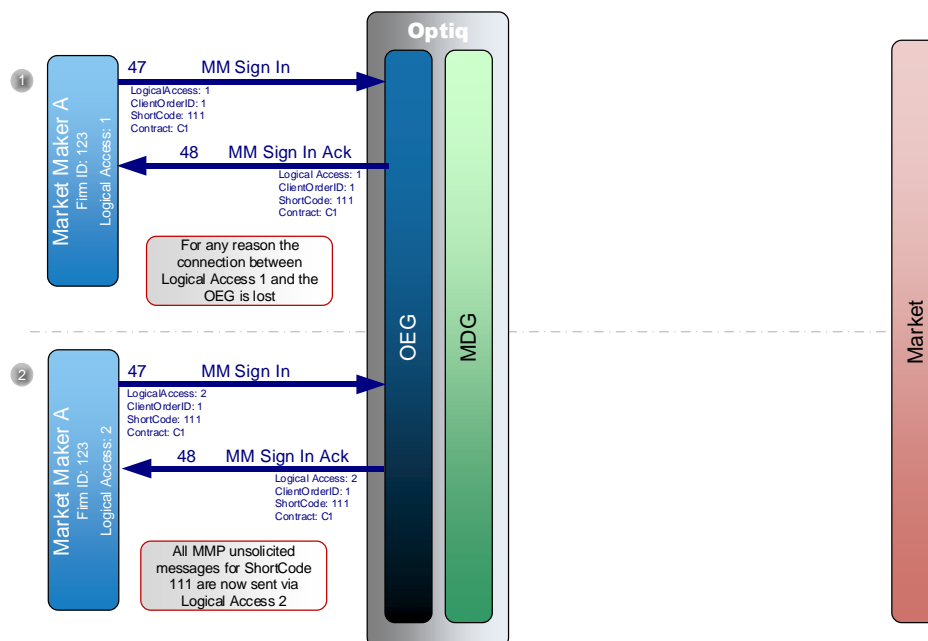 Optiq
1
Market Maker A
Firm ID: 123
Logical Access: 1
47 MM Sign In
LogicalAccess: 1
ClientOrderID: 1
ShortCode: 111
Contract: C1
48 MM Sign In Ack
Logical Access: 1
ClientOrderID: 1
ShortCode: 111
Contract: C1
For any reason the
connection between
Logical Access 1 and the
OEG is lost
OEG
MDG
Market
2
Market Maker A
Firm ID: 123
Logical Access: 2
47 MM Sign In
LogicalAccess: 2
ClientOrderID: 1
ShortCode: 111
Contract: C1
48 MM Sign In Ack
Logical Access: 2
ClientOrderID: 1
ShortCode: 111
Contract: C1
All MMP unsolicited
messages for ShortCode
111 are now sent via
Logical Access 2